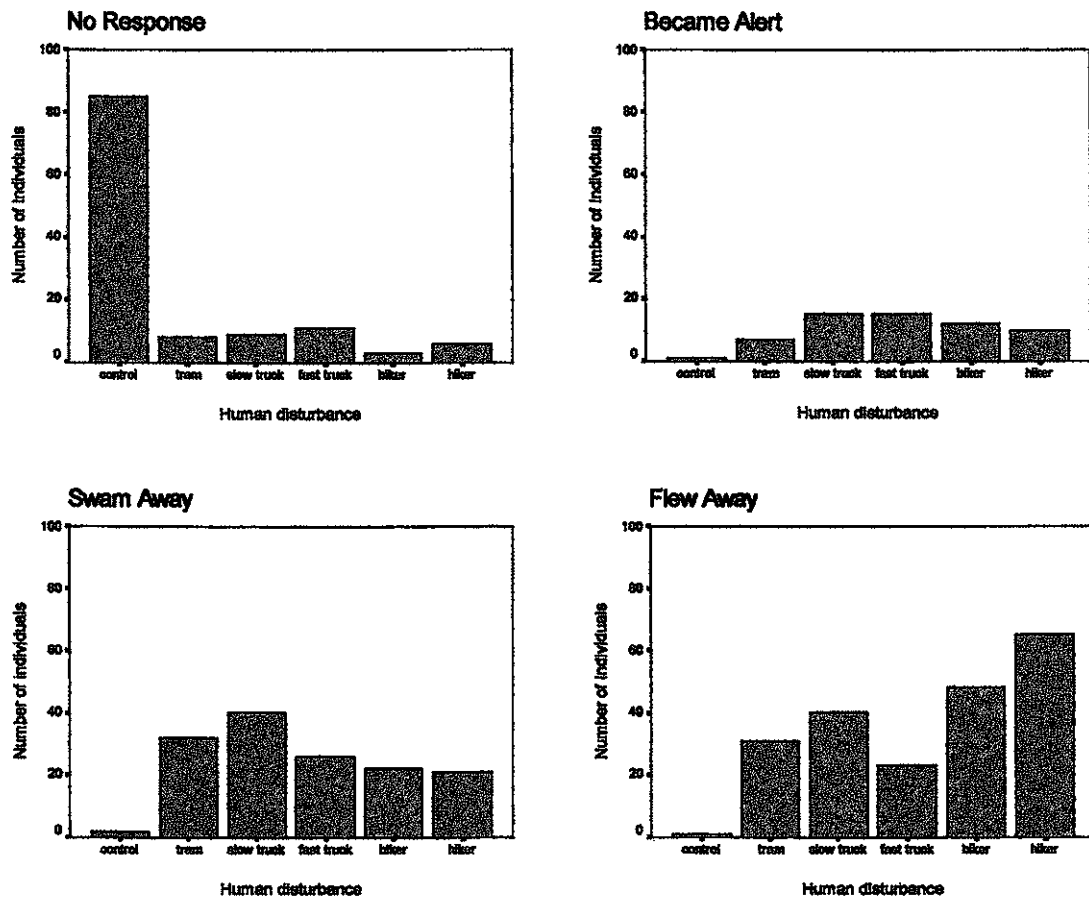 No Response
100
80
60
40
20
0
Number of Individuals
control tram slow truck fast truck biker hiker
Human disturbance
Became Alert
100
80
60
40
20
0
Number of Individuals
control tram slow truck fast truck biker hiker
Human disturbance
Swam Away
100
80
60
40
20
0
Number of individuals
control tram slow truck fast truck biker hiker
Human disturbance
Flew Away
100
80
60
40
20
0
Number of Individuals
control tram slow truck fast truck biker hiker
Human disturbance